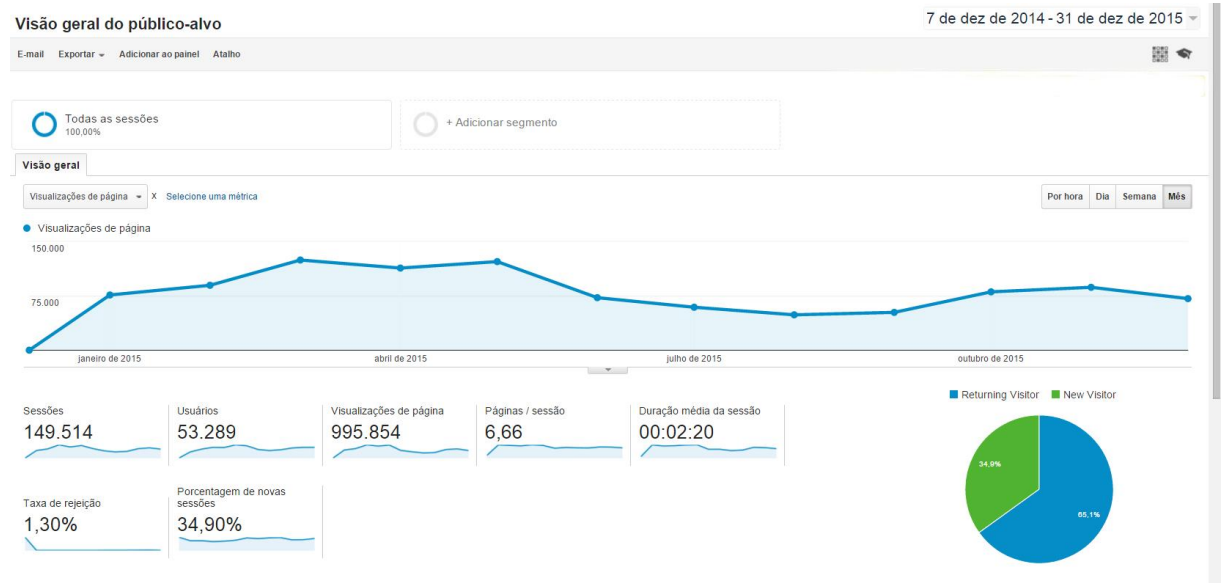 Visão geral do público-alvo
7 de dez de 2014 - 31 de dez de 2015
E-mail Exportar Adicionar ao painel Atalho
Todas as sessões
100,00%
+ Adicionar segmento
Visão geral
Visualizações de página X Selecione uma métrica
Por hora Dia Semana Mês
Visualizações de página
150.000
75.000
janeiro de 2015 abril de 2015 julho de 2015 outubro de 2015
Returning Visitor New Visitor
Sessões
149.514
Usuários
53.289
Visualizações de página
995.854
Páginas / sessão
6,66
Duração média da sessão
00:02:20
34,9%
65,1%
Taxa de rejeição
1,30%
Porcentagem de novas
sessões
34,90%